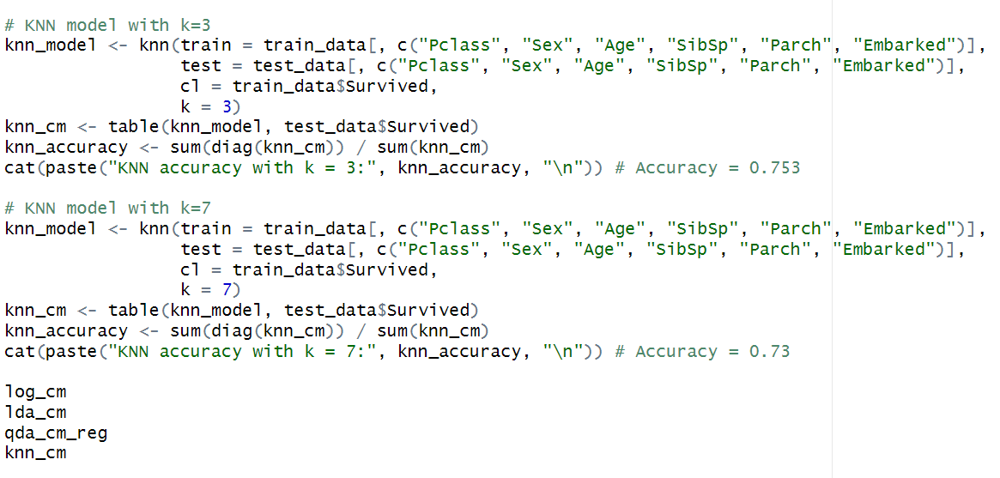 # KNN model with k=3
knn_model <- knn(train = train_data[, c("Pclass", "Sex", "Age", "SibSp", "Parch", "Embarked")],
                 test = test_data[, c("Pclass", "Sex", "Age", "SibSp", "Parch", "Embarked")],
                 cl = train_data$Survived,
                 k = 3)
knn_cm <- table(knn_model, test_data$Survived)
knn_accuracy <- sum(diag(knn_cm)) / sum(knn_cm)
cat(paste("KNN accuracy with k = 3:", knn_accuracy, "\n")) # Accuracy = 0.753

# KNN model with k=7
knn_model <- knn(train = train_data[, c("Pclass", "Sex", "Age", "SibSp", "Parch", "Embarked")],
                 test = test_data[, c("Pclass", "Sex", "Age", "SibSp", "Parch", "Embarked")],
                 cl = train_data$Survived,
                 k = 7)
knn_cm <- table(knn_model, test_data$Survived)
knn_accuracy <- sum(diag(knn_cm)) / sum(knn_cm)
cat(paste("KNN accuracy with k = 7:", knn_accuracy, "\n")) # Accuracy = 0.73

log_cm
lda_cm
qda_cm_reg
knn_cm